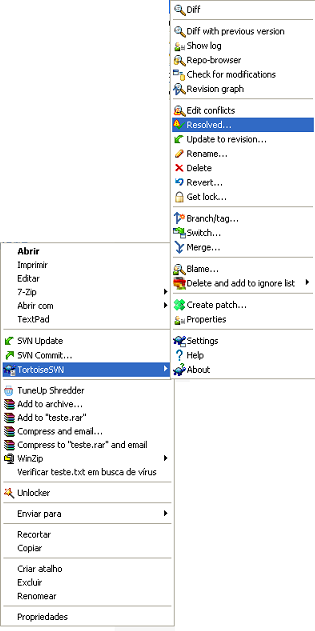 Diff
Diff with previous version
Show log
Repo-browser
Check for modifications
Revision graph
Edit conflicts
Resolved...
Update to revision...
Rename...
Delete
Revert...
Get lock...
Branch/tag...
Switch...
Merge...
Blame...
Delete and add to ignore list
Create patch...
Properties
Settings
Help
About
Abrir
Imprimir
Editar
7-Zip
Abrir com
TextPad
SVN Update
SVN Commit...
TortoiseSVN
TuneUp Shredder
Add to archive...
Add to "teste.rar"
Compress and email...
Compress to "teste.rar" and email
WinZip
Verificar teste.txt em busca de vírus
Unlocker
Enviar para
Recortar
Copiar
Criar atalho
Excluir
Renomear
Propriedades